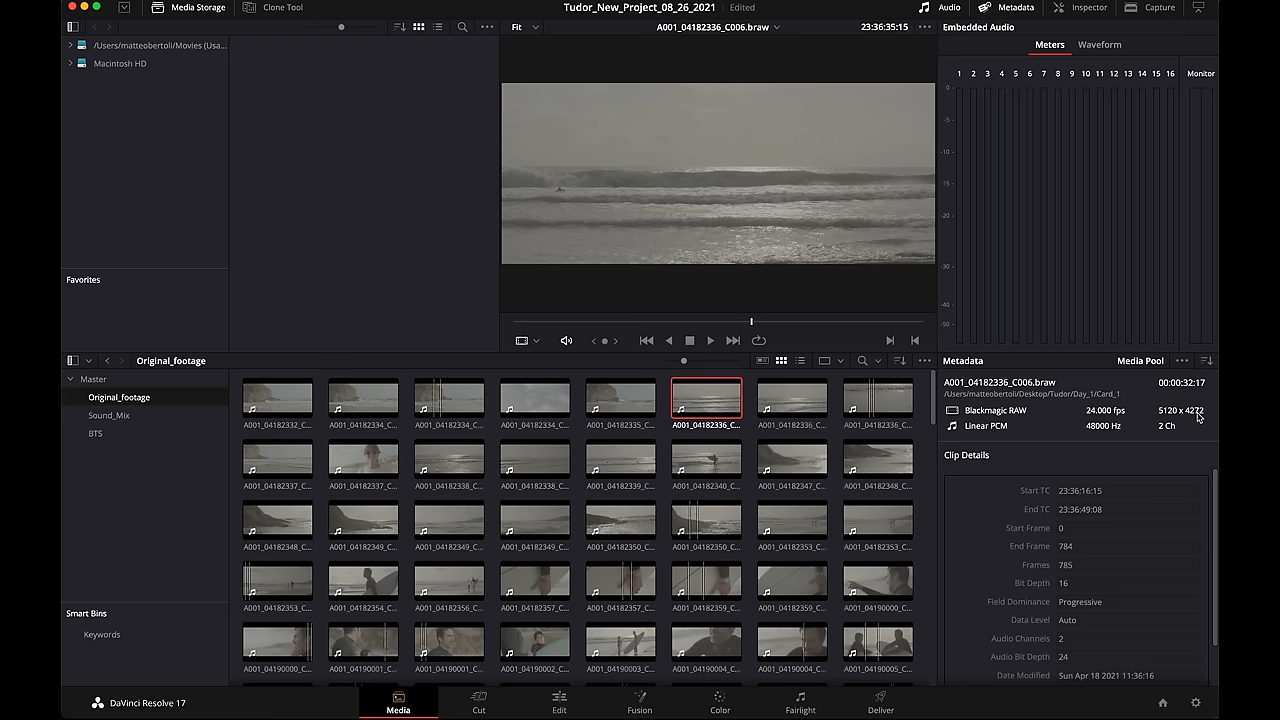 Media Storage Clone Tool Tudor_New_Project_08_26_2021 Edited Audio Metadata Inspector Capture
Fit A001_04182336_C006.braw 23:36:35:15 Embedded Audio
/Users/matteobertoli/Movies (Usa...
Macintosh HD
Favorites
Meters Waveform
1 2 3 4 5 6 7 8 9 10 11 12 13 14 15 16 Monitor
0
-5
-10
-15
-20
-30
-40
-50
Original_footage
Master
Original_footage
Sound_Mix
BTS
Smart Bins
Keywords
A001_04182332_C... A001_04182334_C... A001_04182334_C... A001_04182334_C... A001_04182335_C... A001_04182336_C... A001_04182336_C... A001_04182336_C...
A001_04182337_C... A001_04182337_C... A001_04182338_C... A001_04182338_C... A001_04182339_C... A001_04182340_C... A001_04182347_C... A001_04182348_C...
A001_04182348_C... A001_04182349_C... A001_04182349_C... A001_04182349_C... A001_04182350_C... A001_04182350_C... A001_04182353_C... A001_04182353_C...
A001_04182353_C... A001_04182354_C... A001_04182356_C... A001_04182357_C... A001_04182357_C... A001_04182359_C... A001_04182359_C... A001_04190000_C...
A001_04190000_C... A001_04190001_C... A001_04190001_C... A001_04190002_C... A001_04190003_C... A001_04190004_C... A001_04190004_C... A001_04190005_C...
Metadata Media Pool
A001_04182336_C006.braw 00:00:32:17
/Users/matteobertoli/Desktop/Tudor/Day_1/Card_1
Blackmagic RAW 24.000 fps 5120 x 4272
Linear PCM 48000 Hz 2 Ch
Clip Details
Start TC 23:36:16:15
End TC 23:36:49:08
Start Frame 0
End Frame 784
Frames 785
Bit Depth 16
Field Dominance Progressive
Data Level Auto
Audio Channels 2
Audio Bit Depth 24
Date Modified Sun Apr 18 2021 11:36:16
DaVinci Resolve 17 Media Cut Edit Fusion Color Fairlight Deliver